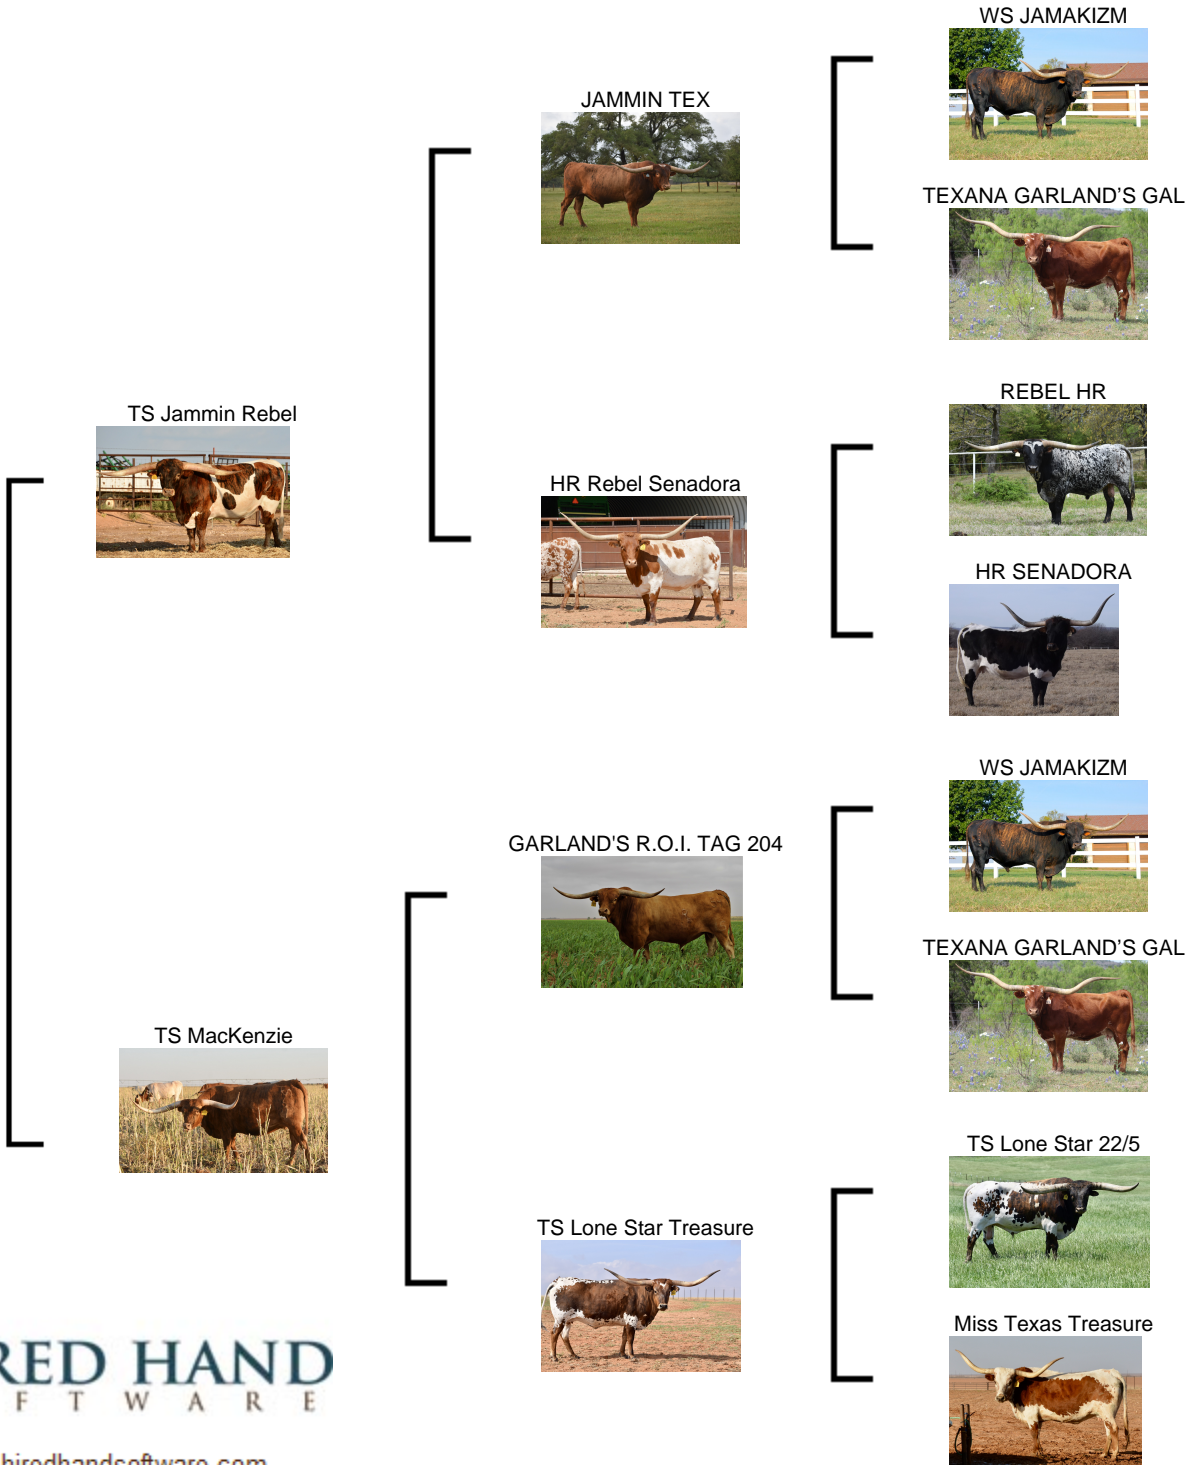 WS JAMAKIZM
JAMMIN TEX
TEXANA GARLAND'S GAL
TS Jammin Rebel
REBEL HR
HR Rebel Senadora
HR SENADORA
WS JAMAKIZM
GARLAND'S R.O.I. TAG 204
TEXANA GARLAND'S GAL
TS MacKenzie
TS Lone Star 22/5
TS Lone Star Treasure
Miss Texas Treasure
RED HAND
F T W A R E
hiredhandsoftware.com